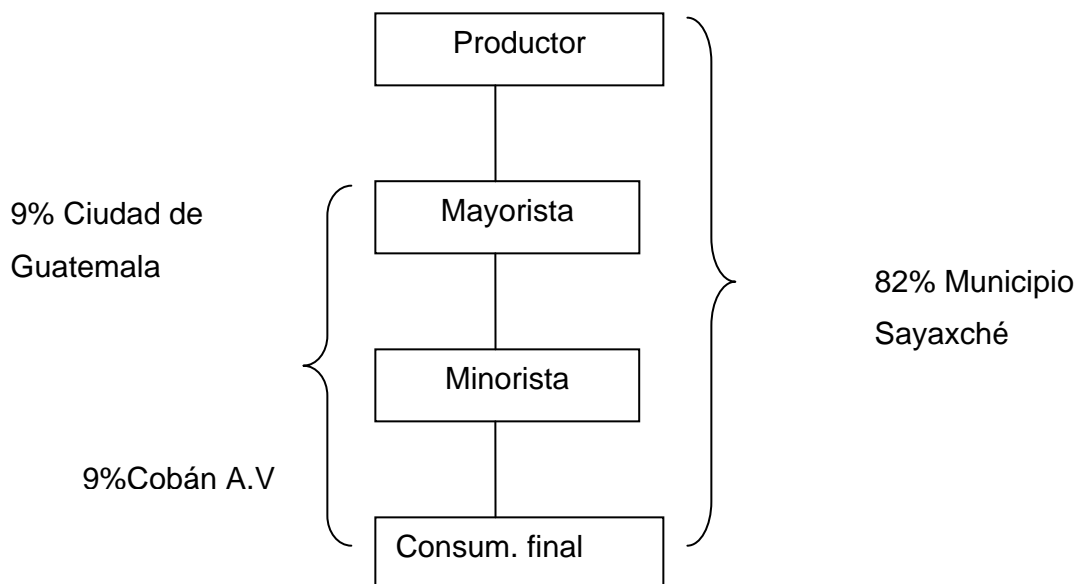 Productor
Mayorista
9% Ciudad de
Guatemala
82% Municipio
Sayaxché
Minorista
9%Cobán A.V
Consum. final